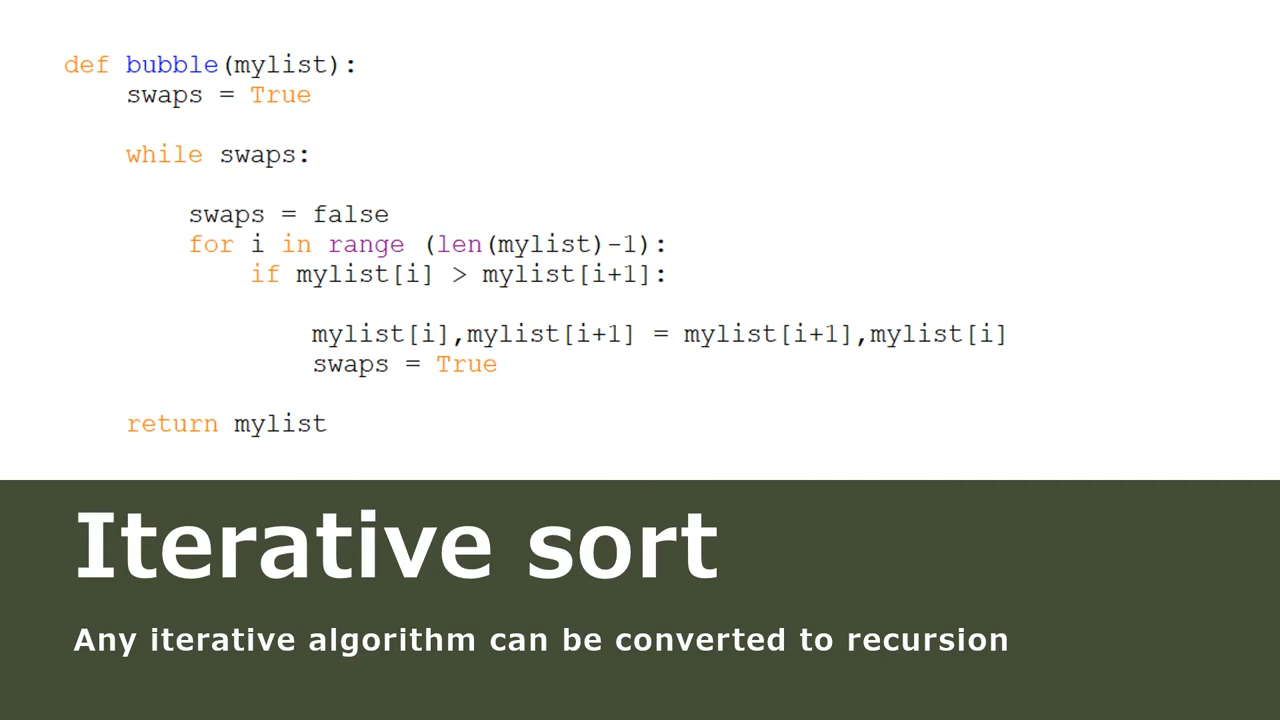 def bubble(mylist):
    swaps = True
    while swaps:
        swaps = false
        for i in range (len(mylist)-1):
            if mylist[i] > mylist[i+1]:
                mylist[i],mylist[i+1] = mylist[i+1],mylist[i]
                swaps = True
    return mylist
Iterative sort
Any iterative algorithm can be converted to recursion